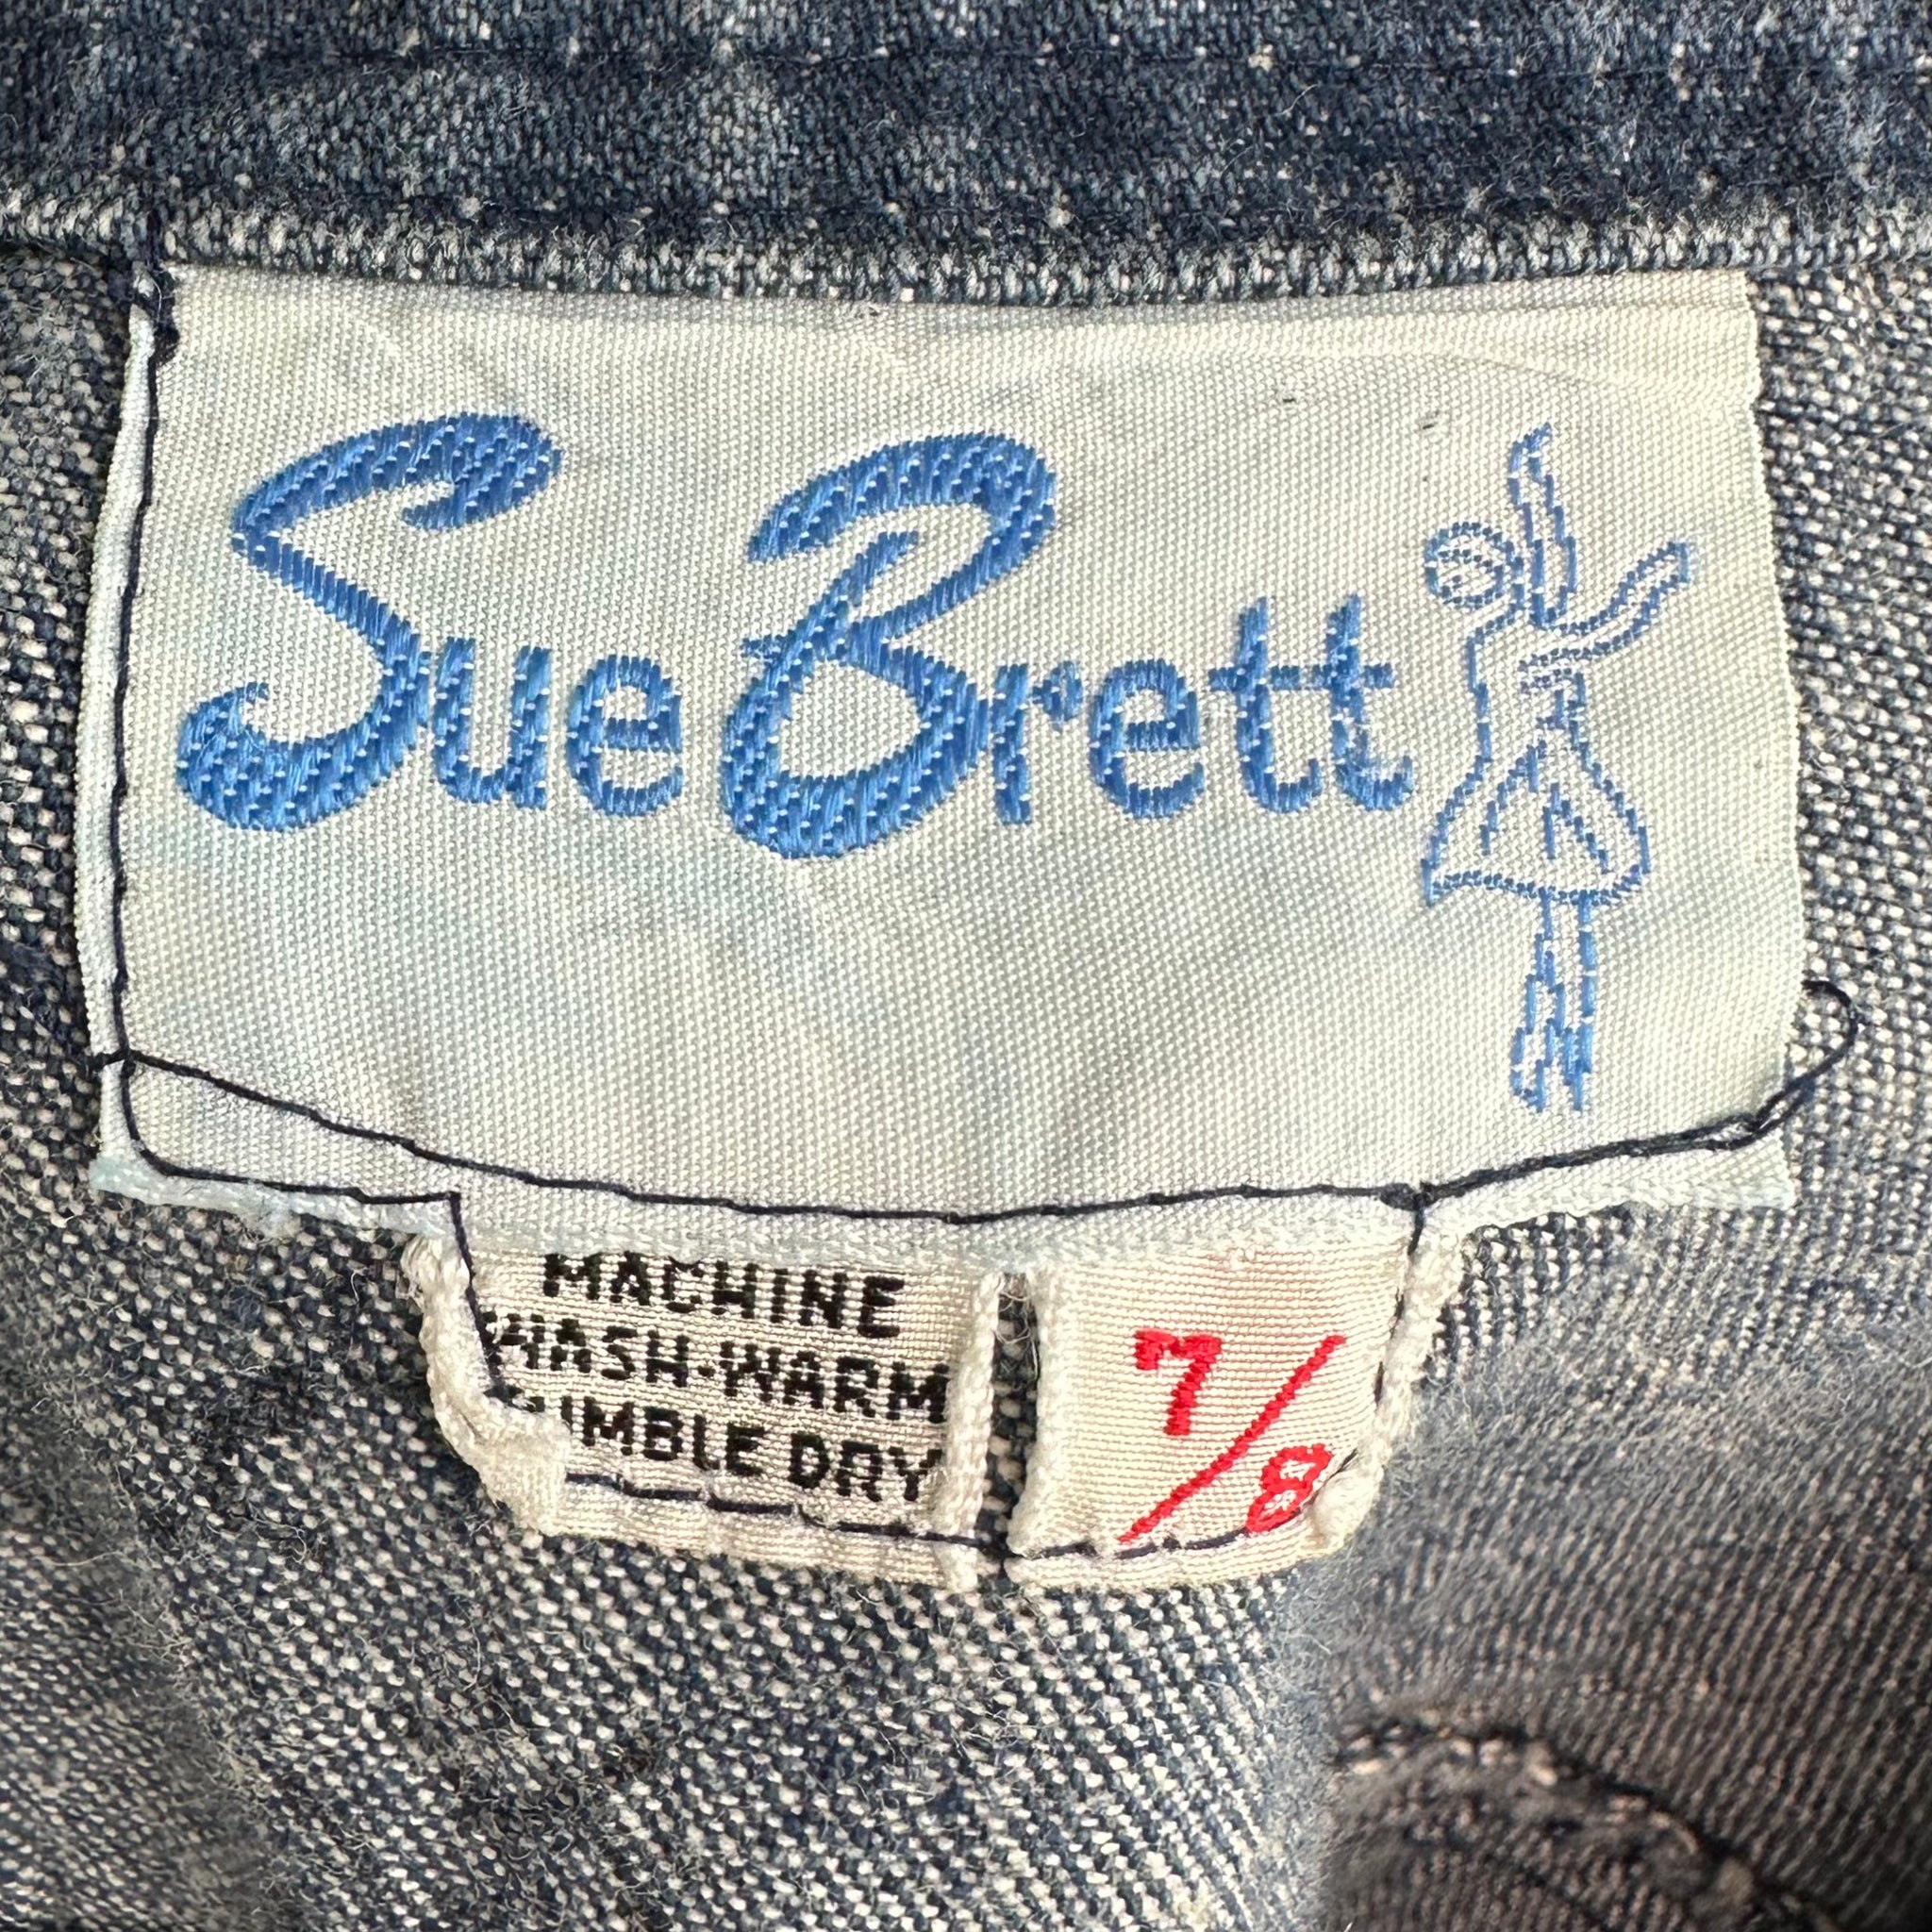 Sue Brett
MACHINE
WASH-WARM
TUMBLE DRY
7/8